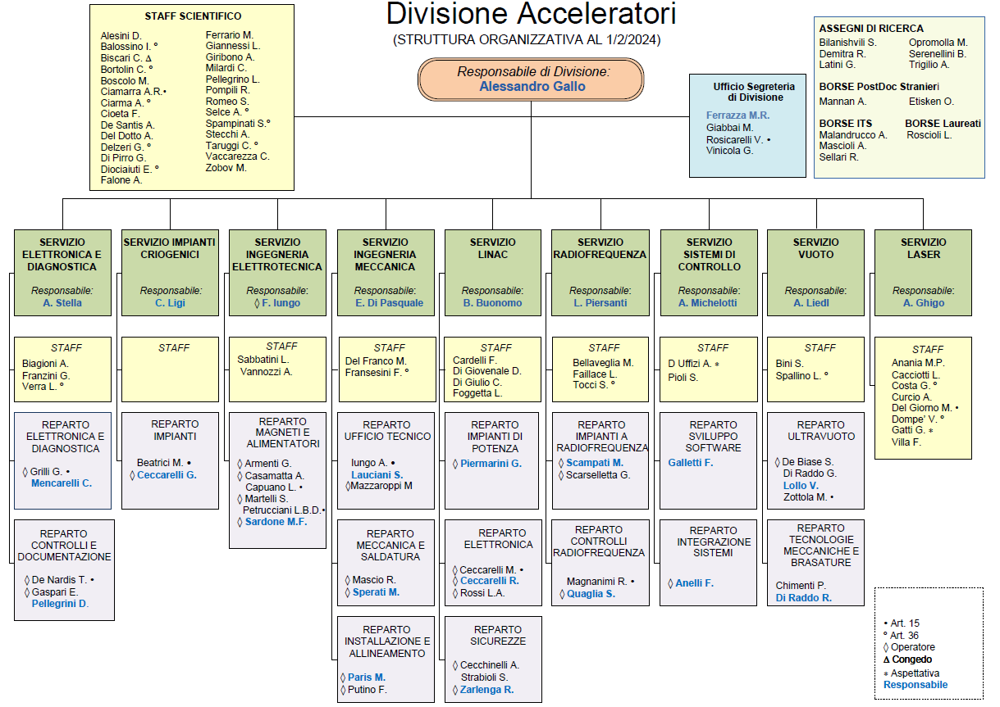 Divisione Acceleratori
(STRUTTURA ORGANIZZATIVA AL 1/2/2024)
Responsabile di Divisione:
Alessandro Gallo
STAFF SCIENTIFICO
Alesini D.
Balossino I. °
Biscari C. Δ
Bortolin C. °
Boscolo M.
Ciamarra A.R.•
Ciarma A. °
Cioeta F.
De Santis A.
Del Dotto A.
Delzeri G. °
Di Pirro G.
Diociaiuti E. °
Falone A.
Ferrario M.
Giannessi L.
Giribono A.
Milardi C.
Pellegrino L.
Pompili R.
Romeo S.
Selce A. °
Spampinati S.°
Stecchi A.
Taruggi C. °
Vaccarezza C.
Zobov M.
Ufficio Segreteria
di Divisione
Ferrazza M.R.
Giabbai M.
Rosicarelli V. •
Vinicola G.
ASSEGNI DI RICERCA
Bilanishvili S.
Demitra R.
Latini G.
Opromolla M.
Serenellini B.
Trigilio A.
BORSE PostDoc Stranieri
Mannan A.
Etisken O.
BORSE ITS
Malandrucco A.
Mascioli A.
Sellari R.
BORSE Laureati
Roscioli L.
SERVIZIO
ELETTRONICA E
DIAGNOSTICA
Responsabile:
A. Stella
STAFF
Biagioni A.
Franzini G.
Verra L. °
REPARTO
ELETTRONICA E
DIAGNOSTICA
◊ Grilli G. •
Mencarelli C.
REPARTO
CONTROLLI E
DOCUMENTAZIONE
◊ De Nardis T. •
◊ Gaspari E.
Pellegrini D.
SERVIZIO IMPIANTI
CRIOGENICI
Responsabile:
C. Ligi
STAFF
REPARTO
IMPIANTI
Beatrici M. •
◊ Ceccarelli G.
SERVIZIO
INGEGNERIA
ELETTROTECNICA
Responsabile:
◊ F. Iungo
STAFF
Sabbatini L.
Vannozzi A.
REPARTO
MAGNETI E
ALIMENTATORI
◊ Armenti G.
◊ Casamatta A.
Capuano L. •
◊ Martelli S.
Petrucciani L.B.D.•
◊ Sardone M.F.
SERVIZIO
INGEGNERIA
MECCANICA
Responsabile:
E. Di Pasquale
STAFF
Del Franco M.
Fransesini F. °
REPARTO
UFFICIO TECNICO
Iungo A. •
Lauciani S.
◊Mazzaroppi M
REPARTO
MECCANICA E
SALDATURA
◊ Mascio R.
◊ Sperati M.
REPARTO
INSTALLAZIONE E
ALLINEAMENTO
◊ Paris M.
◊ Putino F.
SERVIZIO
LINAC
Responsabile:
B. Buonomo
STAFF
Cardelli F.
Di Giovenale D.
Di Giulio C.
Foggetta L.
REPARTO
IMPIANTI DI
POTENZA
◊ Piermarini G.
REPARTO
ELETTRONICA
◊ Ceccarelli M. •
◊ Ceccarelli R.
◊ Rossi L.A.
REPARTO
SICUREZZE
◊ Cecchinelli A.
Strabioli S.
◊ Zarlenga R.
SERVIZIO
RADIOFREQUENZA
Responsabile:
L. Piersanti
STAFF
Bellaveglia M.
Faillace L.
Tocci S. °
REPARTO
IMPIANTI A
RADIOFREQUENZA
◊ Scampati M.
◊ Scarselletta G.
REPARTO
CONTROLLI
RADIOFREQUENZA
Magnanimi R. •
◊ Quaglia S.
SERVIZIO
SISTEMI DI
CONTROLLO
Responsabile:
A. Michelotti
STAFF
D Uffizi A. *
Pioli S.
REPARTO
SVILUPPO
SOFTWARE
Galletti F.
REPARTO
INTEGRAZIONE
SISTEMI
◊ Anelli F.
SERVIZIO
VUOTO
Responsabile:
A. Liedl
STAFF
Bini S.
Spallino L. °
REPARTO
ULTRAVUOTO
◊ De Biase S.
Di Raddo G.
Lollo V.
Zottola M. •
REPARTO
TECNOLOGIE
MECCANICHE E
BRASATURE
Chimenti P.
Di Raddo R.
SERVIZIO
LASER
Responsabile:
A. Ghigo
STAFF
Anania M.P.
Cacciotti L.
Costa G. °
Curcio A.
Del Giorno M. •
Dompe' V. °
Gatti G. *
Villa F.
• Art. 15
° Art. 36
◊ Operatore
Δ Congedo
* Aspettativa
Responsabile